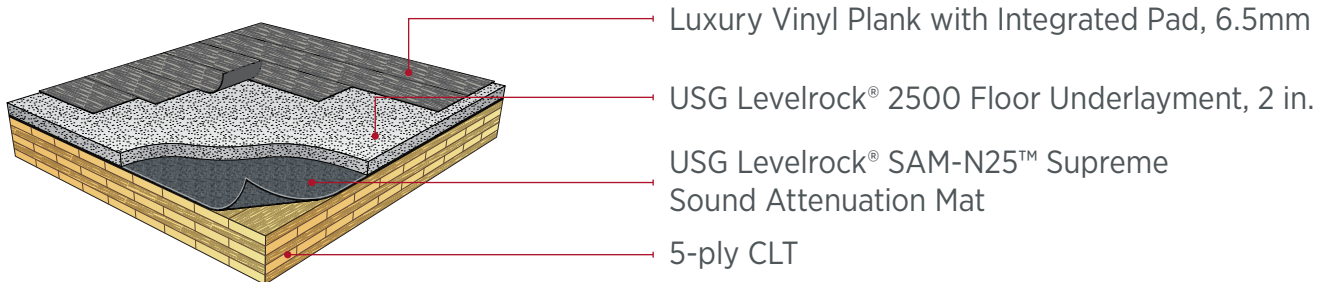 Luxury Vinyl Plank with Integrated Pad, 6.5mm
USG Levelrock® 2500 Floor Underlayment, 2 in.
USG Levelrock® SAM-N25™ Supreme
Sound Attenuation Mat
5-ply CLT